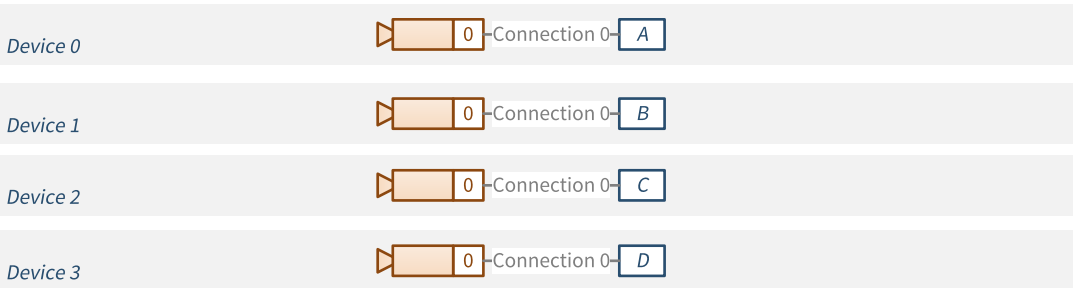 Device 0 0 Connection 0 A
Device 1 0 Connection 0 B
Device 2 0 Connection 0 C
Device 3 0 Connection 0 D